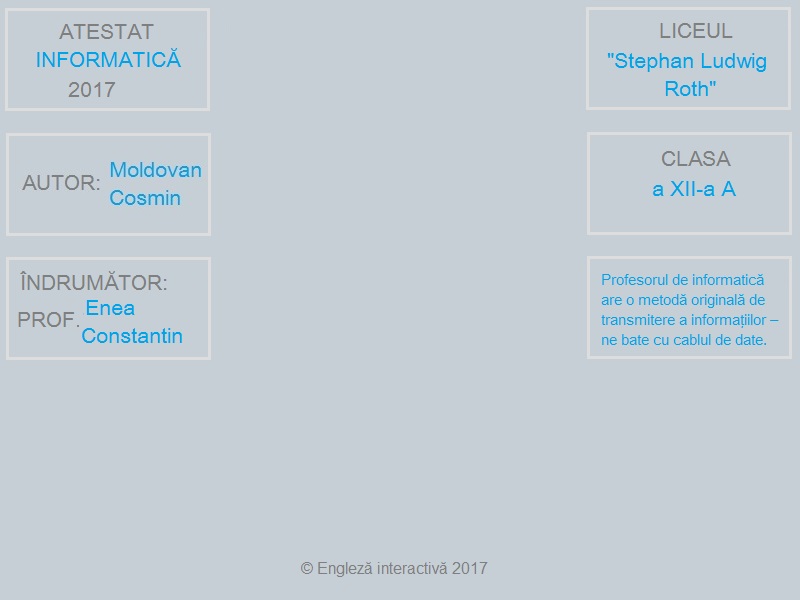 ATESTAT
INFORMATICĂ
2017
LICEUL
"Stephan Ludwig
Roth"
AUTOR: Moldovan
Cosmin
CLASA
a XII-a A
ÎNDRUMĂTOR:
PROF. Enea
Constantin
Profesorul de informatică
are o metodă originală de
transmitere a informațiilor –
ne bate cu cablul de date.
© Engleză interactivă 2017